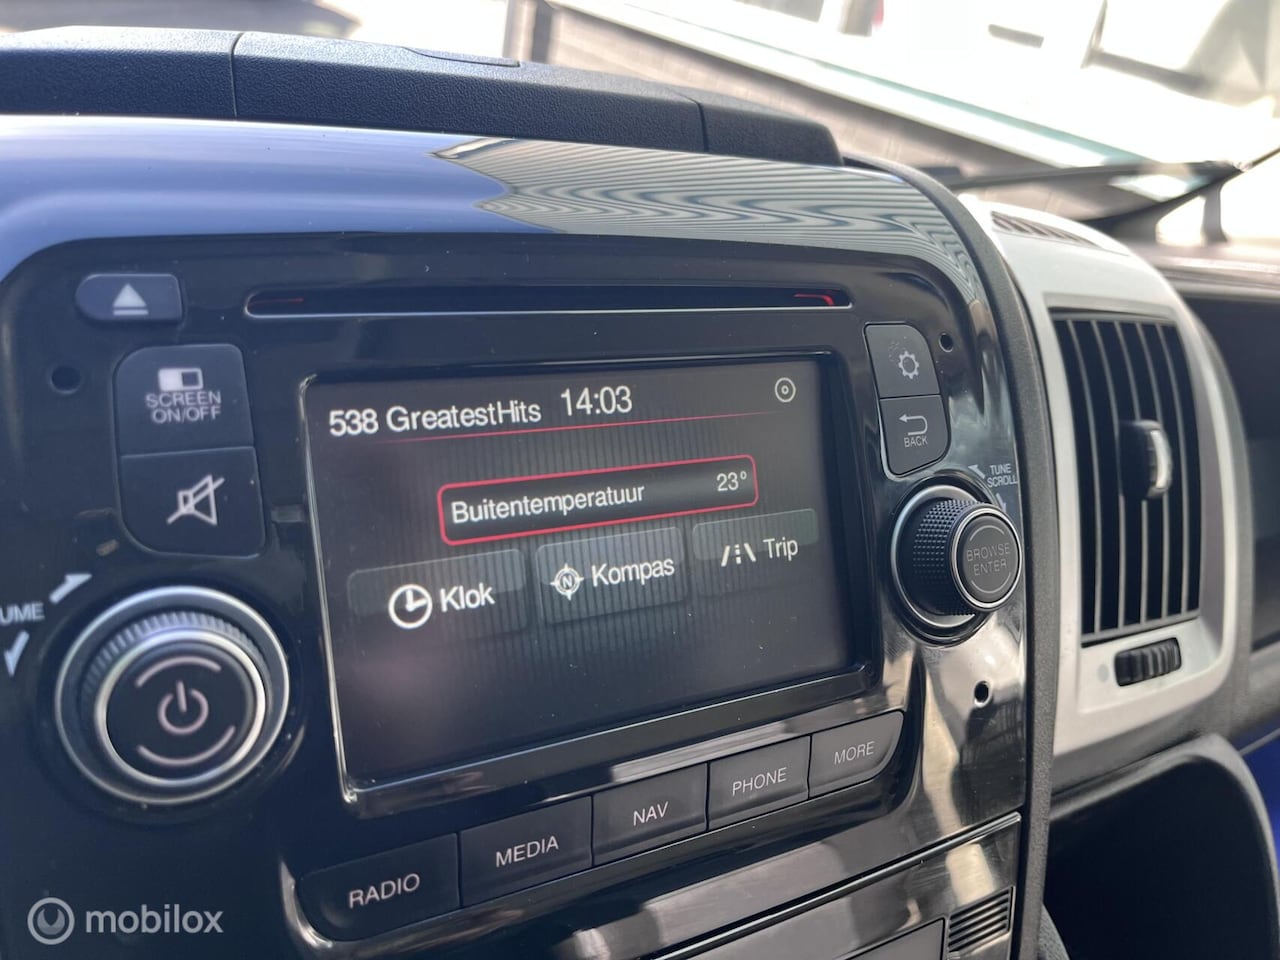 SCREEN
ON/OFF
538 GreatestHits 14:03
Buitentemperatuur 23°
Klok Kompas Trip
BACK
TUNE
SCROLL
BROWSE
ENTER
UME
RADIO MEDIA NAV PHONE MORE
N
mobilox